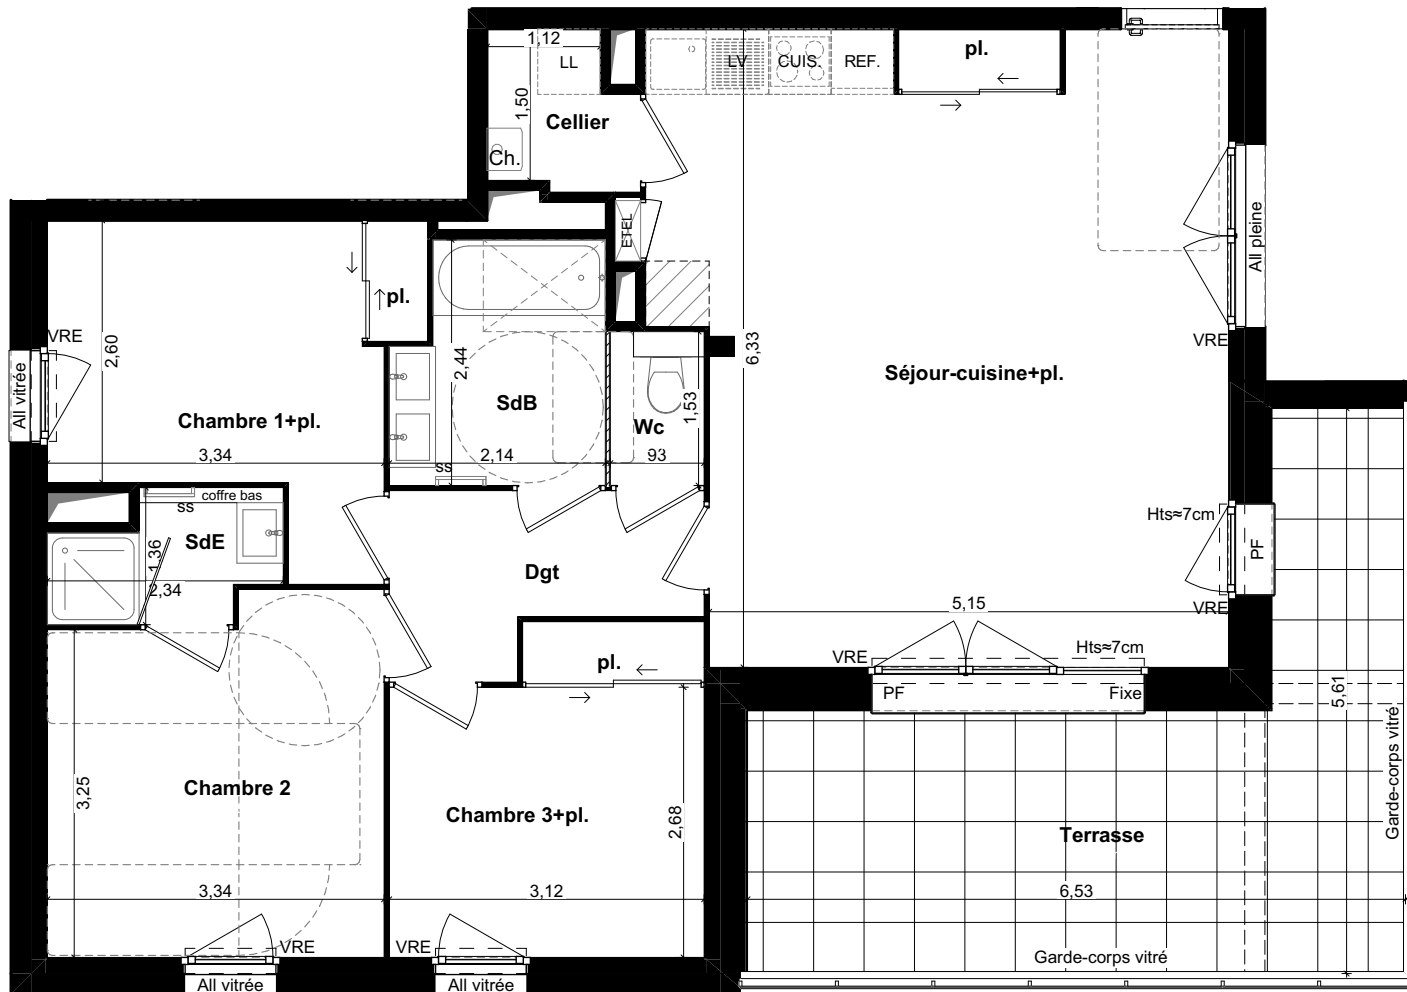 1,12
LL
LV
CUIS.
REF.
pl.
1,50
Cellier
Ch.
ETEL
All pleine
VRE
pl.
VRE
2,60
All vitrée
2,44
6,33
Séjour-cuisine+pl.
SdB
Chambre 1+pl.
Wc
1,53
3,34
2,14
93
ss
coffre bas
ss
SdE
1,36
2,34
Dgt
Hts≈7cm
PF
VRE
5,15
Hts≈7cm
VRE
PF
Fixe
pl.
5,61
Garde-corps vitré
Chambre 2
3,25
Chambre 3+pl.
2,68
Terrasse
3,34
3,12
6,53
VRE
VRE
Garde-corps vitré
All vitrée
All vitrée